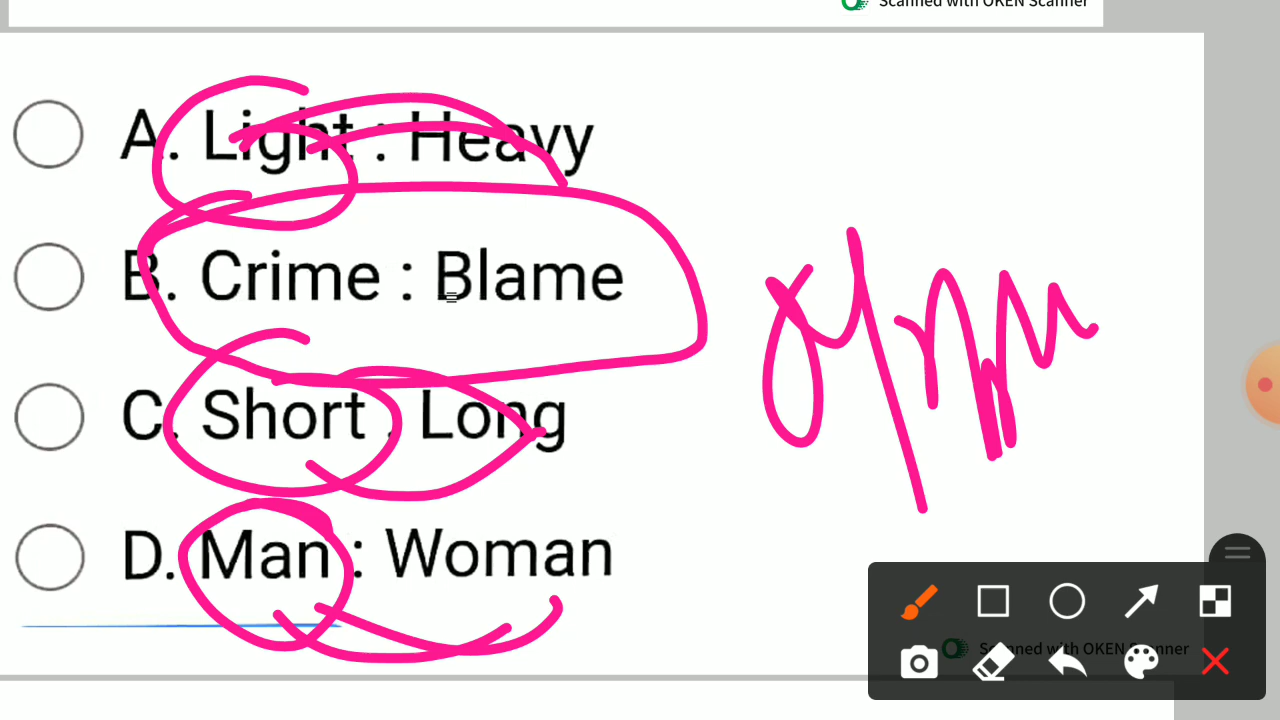 Scanned with OKEN Scanner
A. Light : Heavy
B. Crime : Blame
C. Short : Long
D. Man : Woman
Scanned with OKEN Scanner